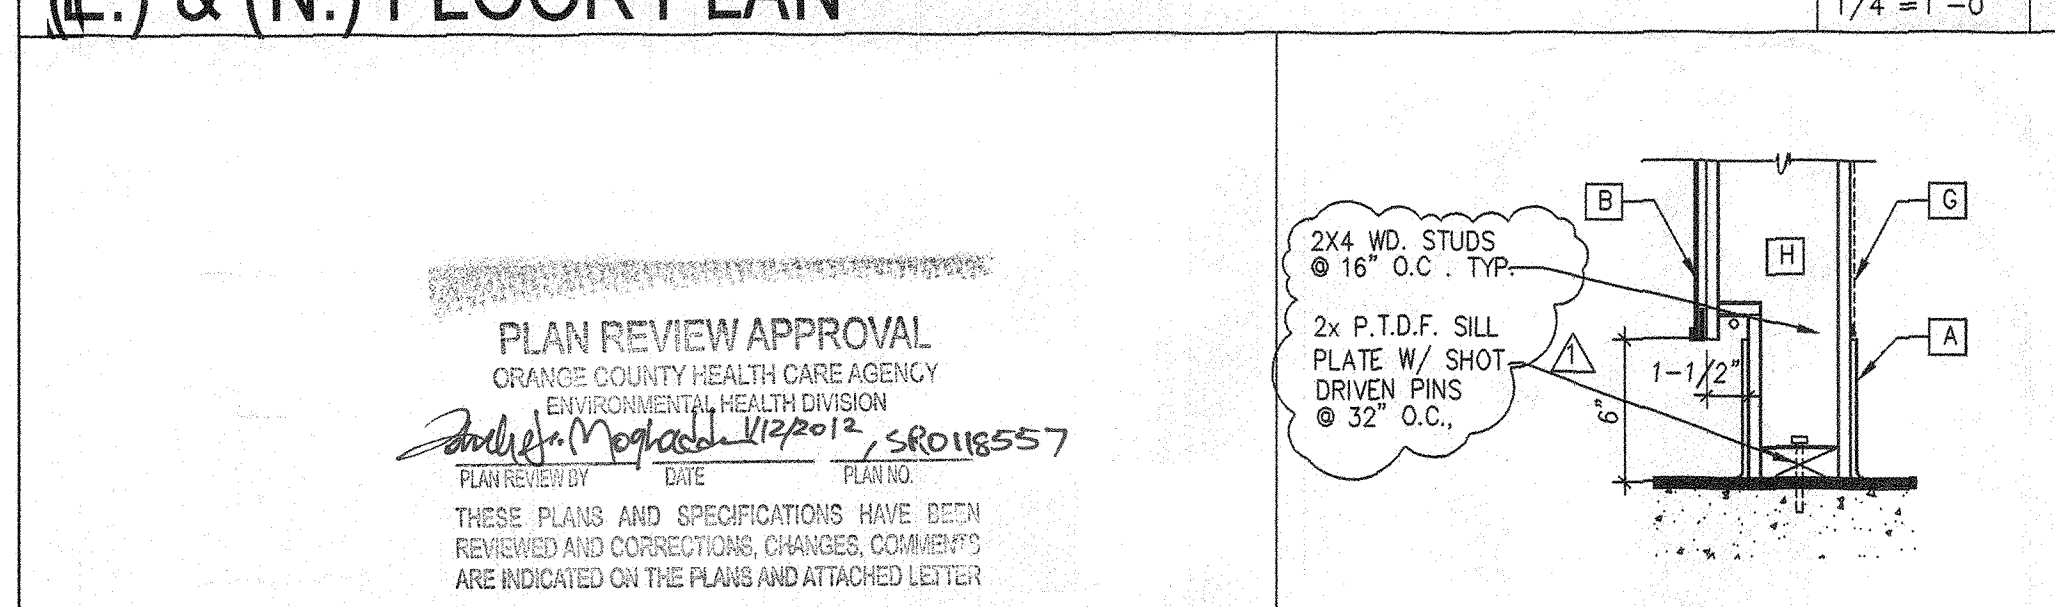 (E.) & (N.) FLOOR PLAN
1/4"=1'-0
PLAN REVIEW APPROVAL
ORANGE COUNTY HEALTH CARE AGENCY
ENVIRONMENTAL HEALTH DIVISION
1/12/2012, SR0118557
PLAN REVIEW BY DATE PLAN NO.
THESE PLANS AND SPECIFICATIONS HAVE BEEN
REVIEWED AND CORRECTIONS, CHANGES, COMMENTS
ARE INDICATED ON THE PLANS AND ATTACHED LETTER
2X4 WD. STUDS
@ 16" O.C . TYP.
2x P.T.D.F. SILL
PLATE W/ SHOT
DRIVEN PINS
@ 32" O.C.,
1
B
G
H
A
1-1/2"
6"